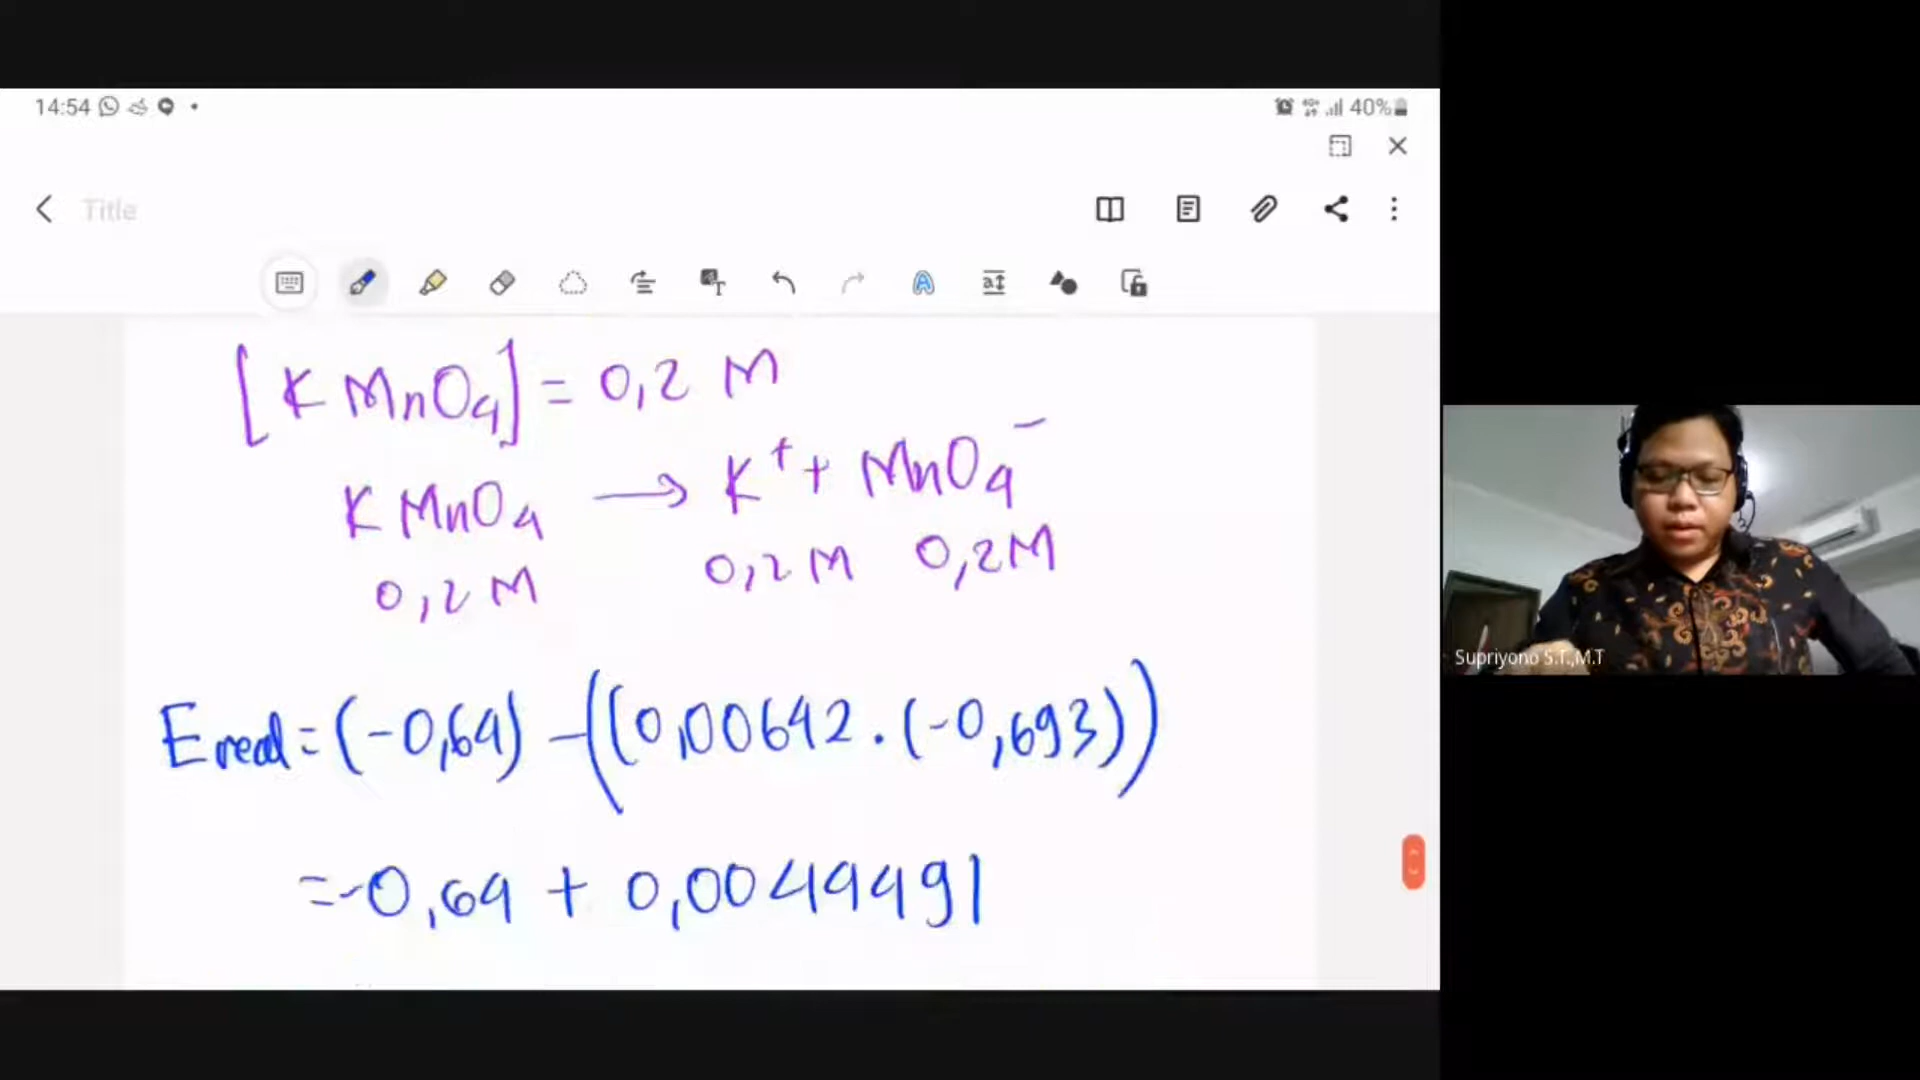 14:54
40%
Title
[KMnO4] = 0,2 M
KMnO4 → K⁺ + MnO4⁻
0,2 M 0,2 M 0,2 M
Ered = (-0,64) - ((0,00642 . (-0,693))
= -0,64 + 0,0044491
Supriyono S.T.,M.T